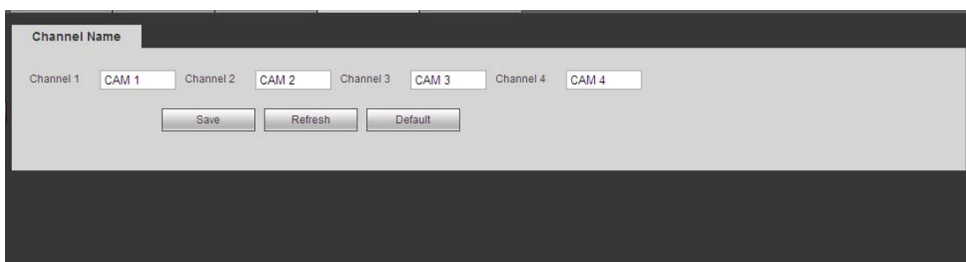 Channel Name
Channel 1 CAM 1 Channel 2 CAM 2 Channel 3 CAM 3 Channel 4 CAM 4
Save Refresh Default